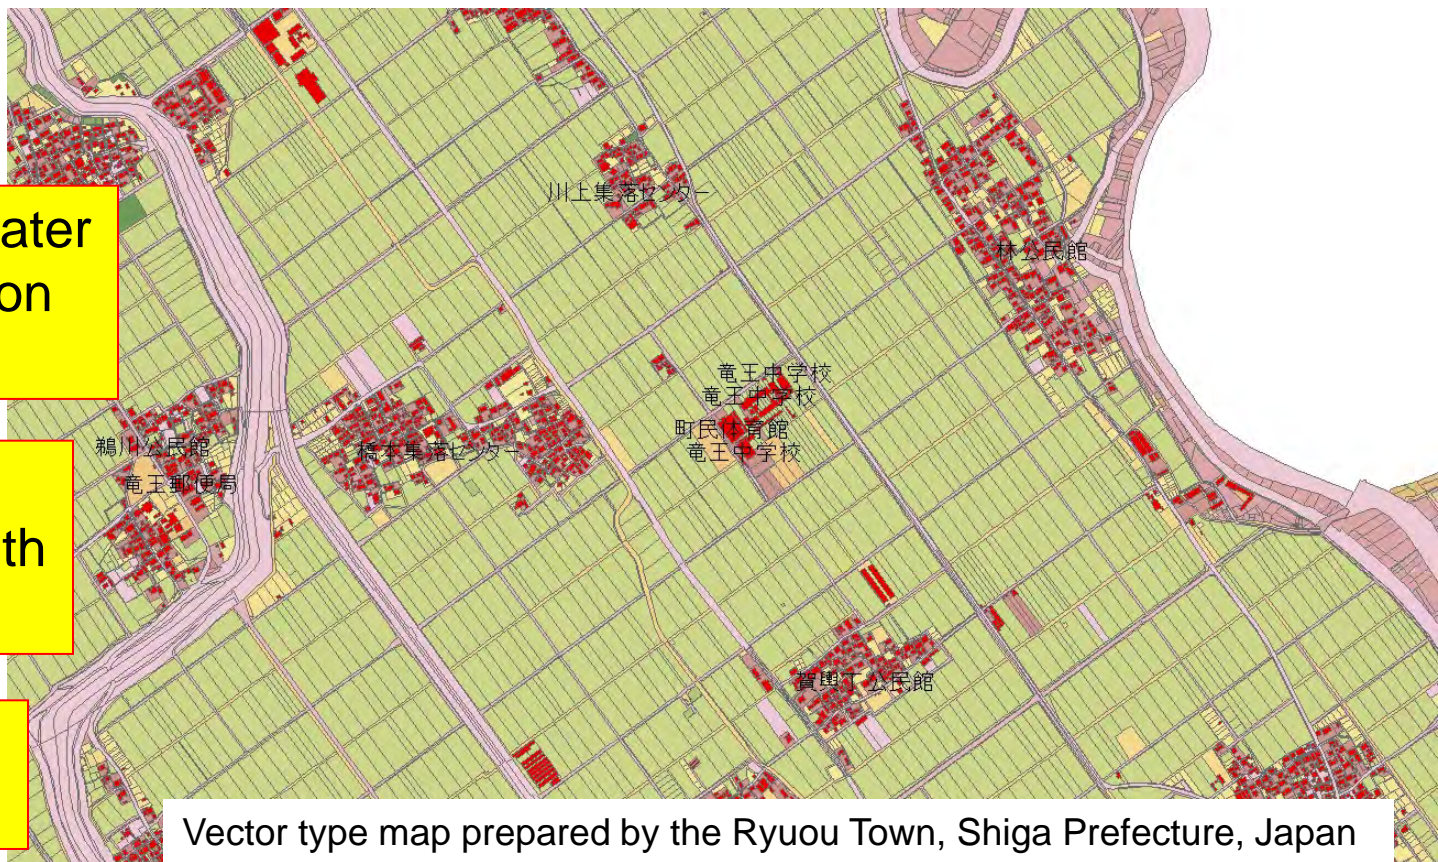 川上集落センター
林公民館
ater
on
竜王中学校
竜王中学校
町民体育館
竜王中学校
鵜川公民館
橋本集落センター
竜王郵便局
th
賀輿丁公民館
Vector type map prepared by the Ryuou Town, Shiga Prefecture, Japan